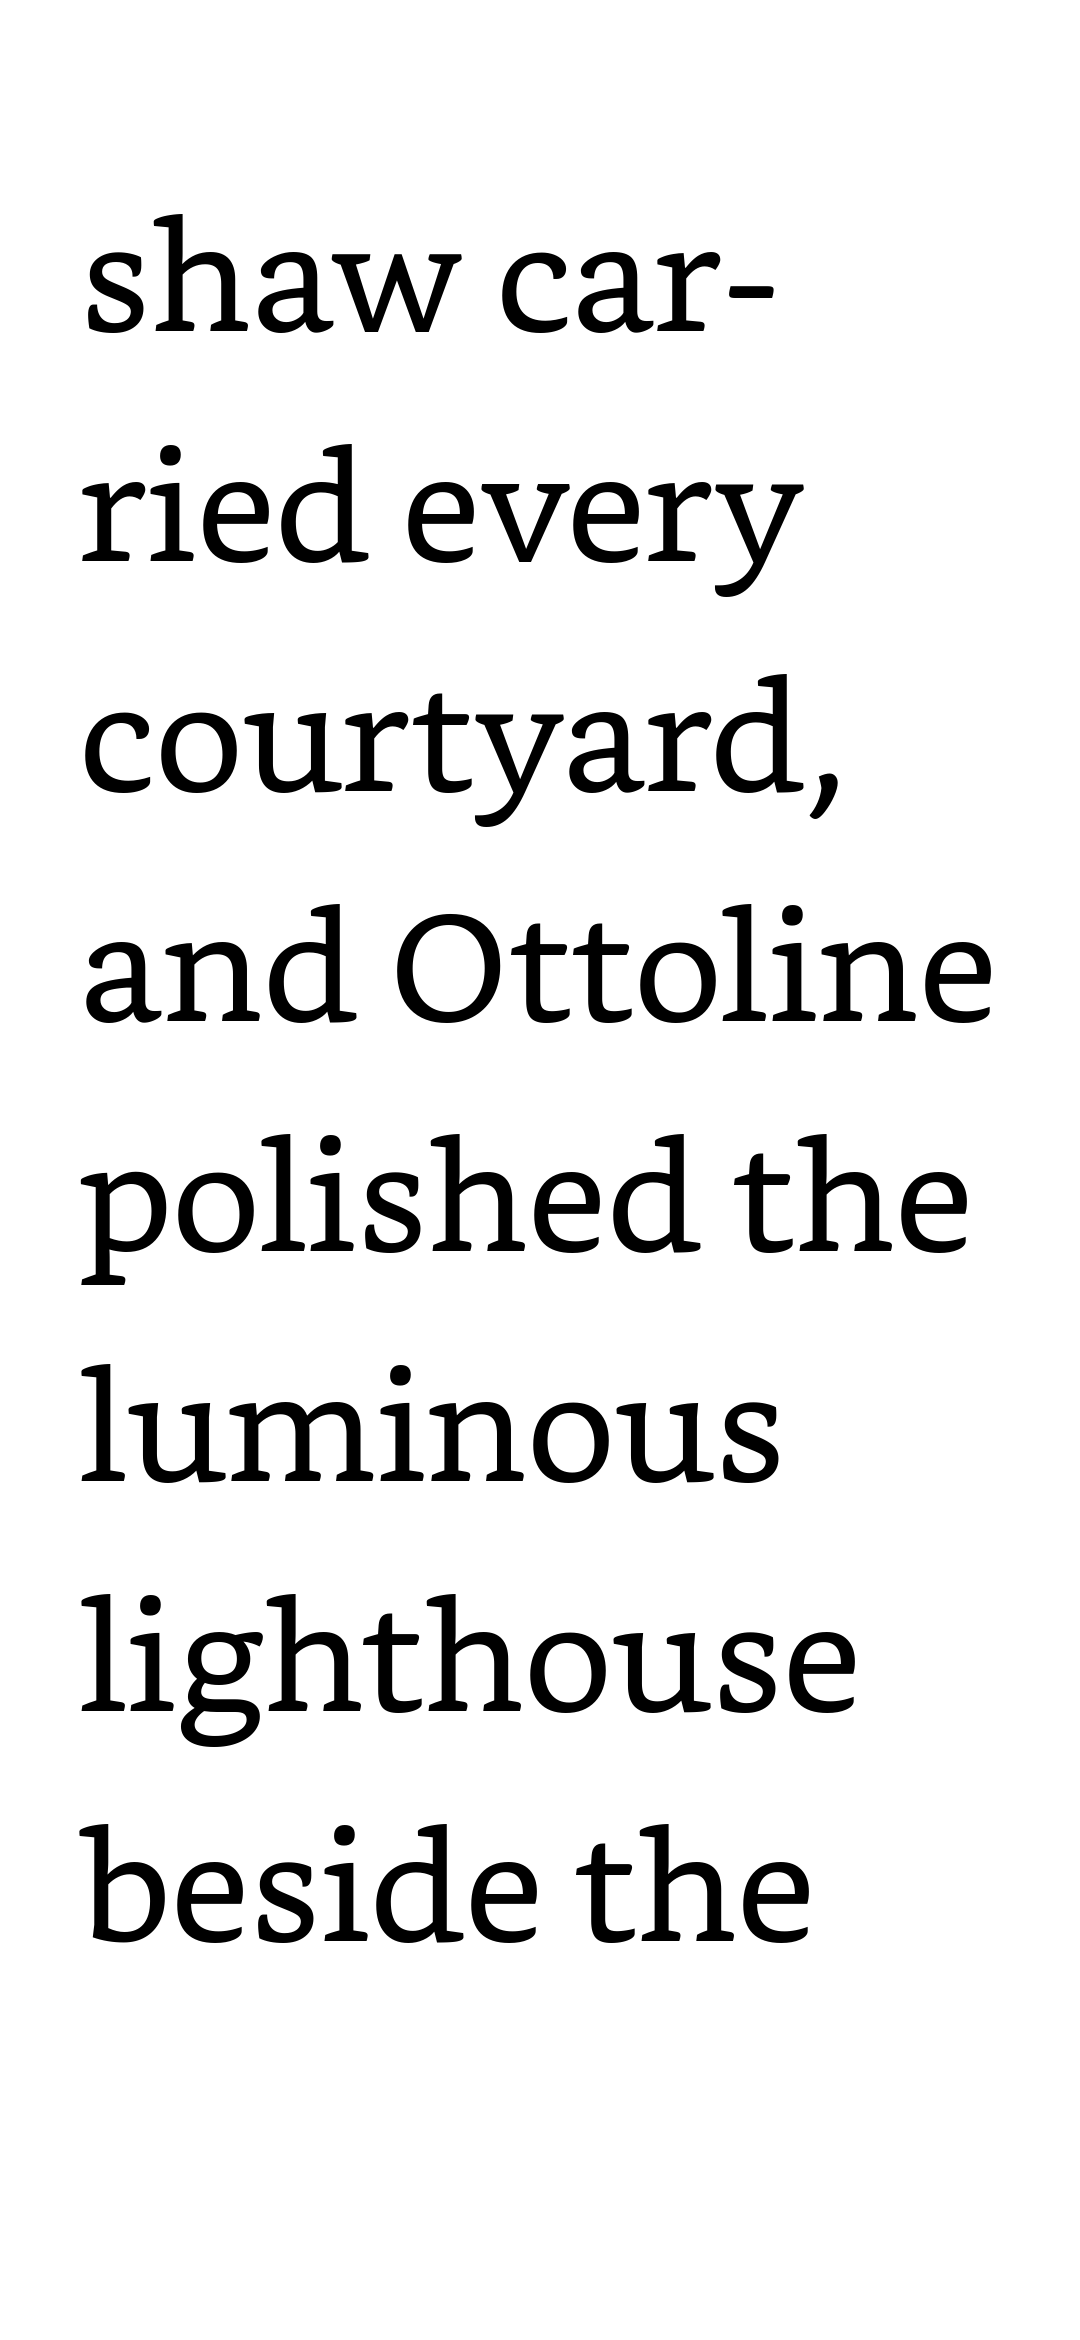 shaw car-
ried every
courtyard,
and Ottoline
polished the
luminous
lighthouse
beside the